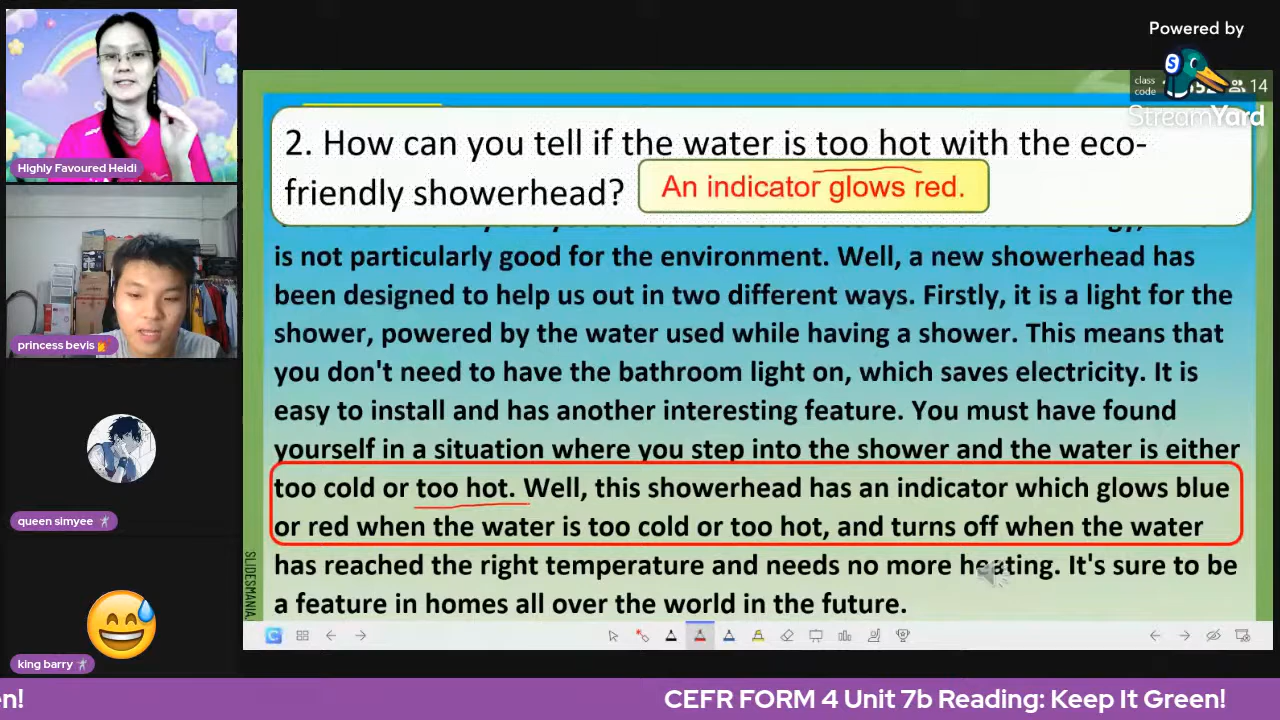 Powered by
StreamYard
class code
14
Highly Favoured Heidi
princess bevis
queen simyee
king barry
2. How can you tell if the water is too hot with the eco-
friendly showerhead?
An indicator glows red.
is not particularly good for the environment. Well, a new showerhead has
been designed to help us out in two different ways. Firstly, it is a light for the
shower, powered by the water used while having a shower. This means that
you don't need to have the bathroom light on, which saves electricity. It is
easy to install and has another interesting feature. You must have found
yourself in a situation where you step into the shower and the water is either
too cold or too hot. Well, this showerhead has an indicator which glows blue
or red when the water is too cold or too hot, and turns off when the water
has reached the right temperature and needs no more heating. It's sure to be
a feature in homes all over the world in the future.
SLIDESMANIA
en!
CEFR FORM 4 Unit 7b Reading: Keep It Green!